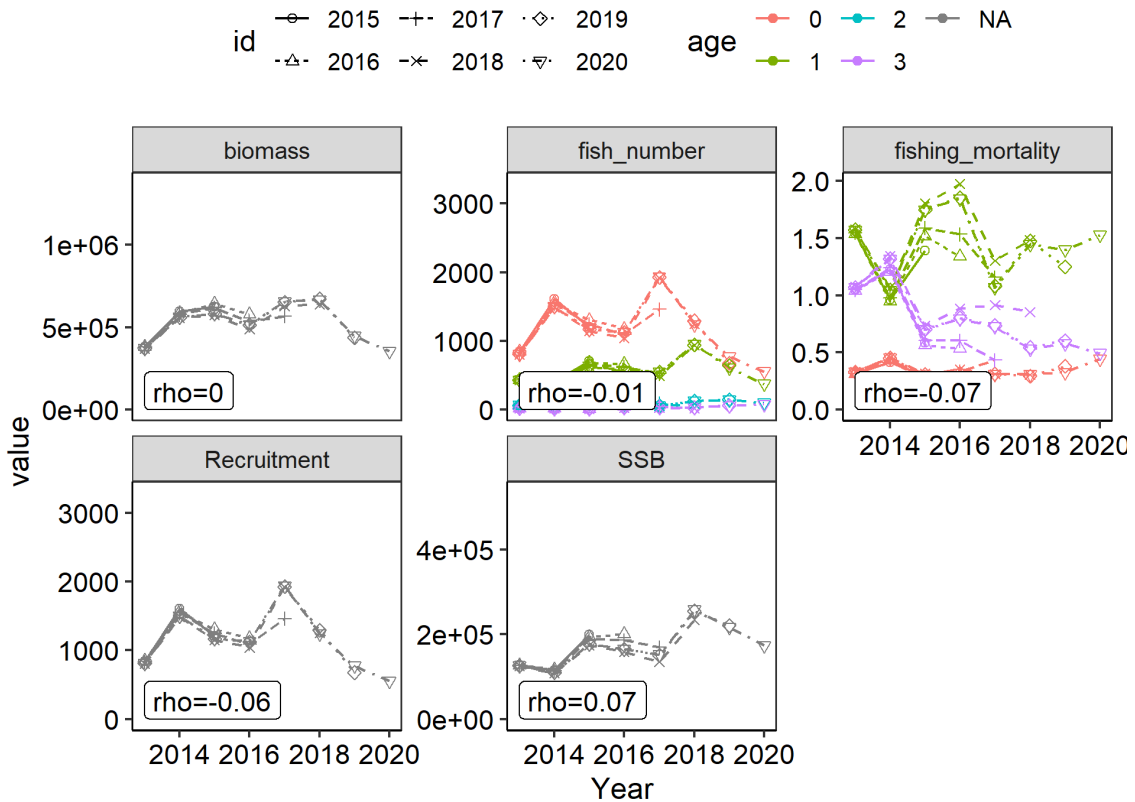 id
2015
2017
2019
2016
2018
2020
age
0
2
NA
1
3
biomass
fish_number
fishing_mortality
1e+06
5e+05
0e+00
rho=0
3000
2000
1000
0
rho=-0.01
2.0
1.5
1.0
0.5
0.0
rho=-0.07
2014 2016 2018 2020
value
Recruitment
SSB
3000
2000
1000
0
rho=-0.06
4e+05
2e+05
0e+00
rho=0.07
2014 2016 2018 2020
2014 2016 2018 2020
Year